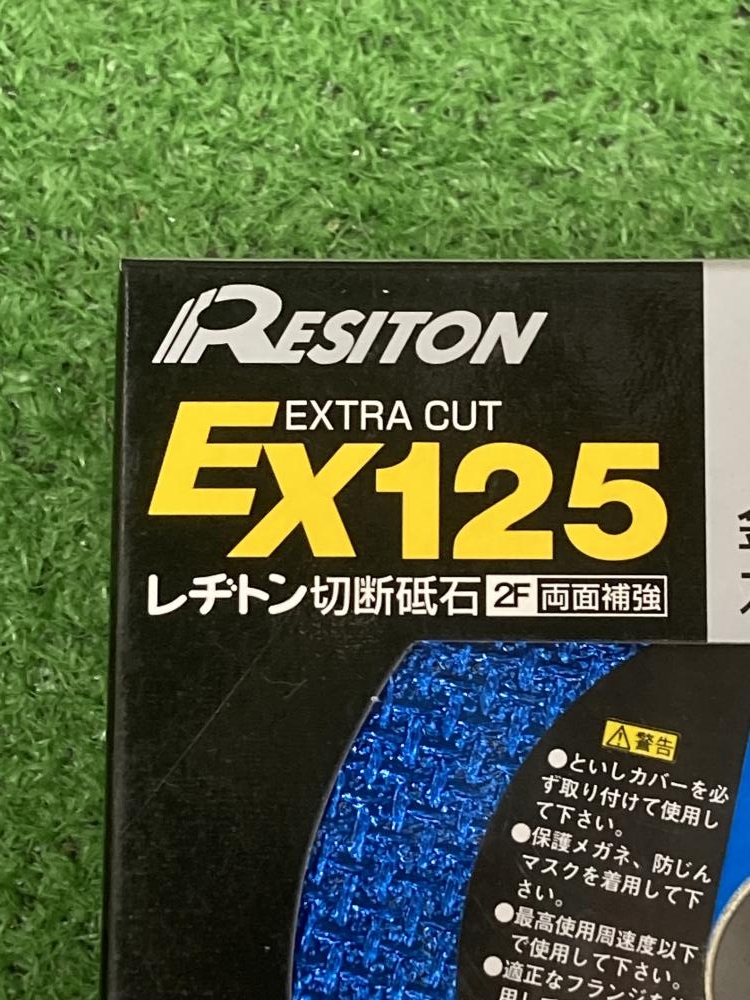 RESITON
EXTRA CUT
EX125
レヂトン切断砥石 2F 両面補強
警告
●といしカバーを必
ず取り付けて使用し
て下さい。
●保護メガネ、防じん
マスクを着用して下
さい。
●最高使用周速度以下
で使用して下さい。
●適正なフランジ